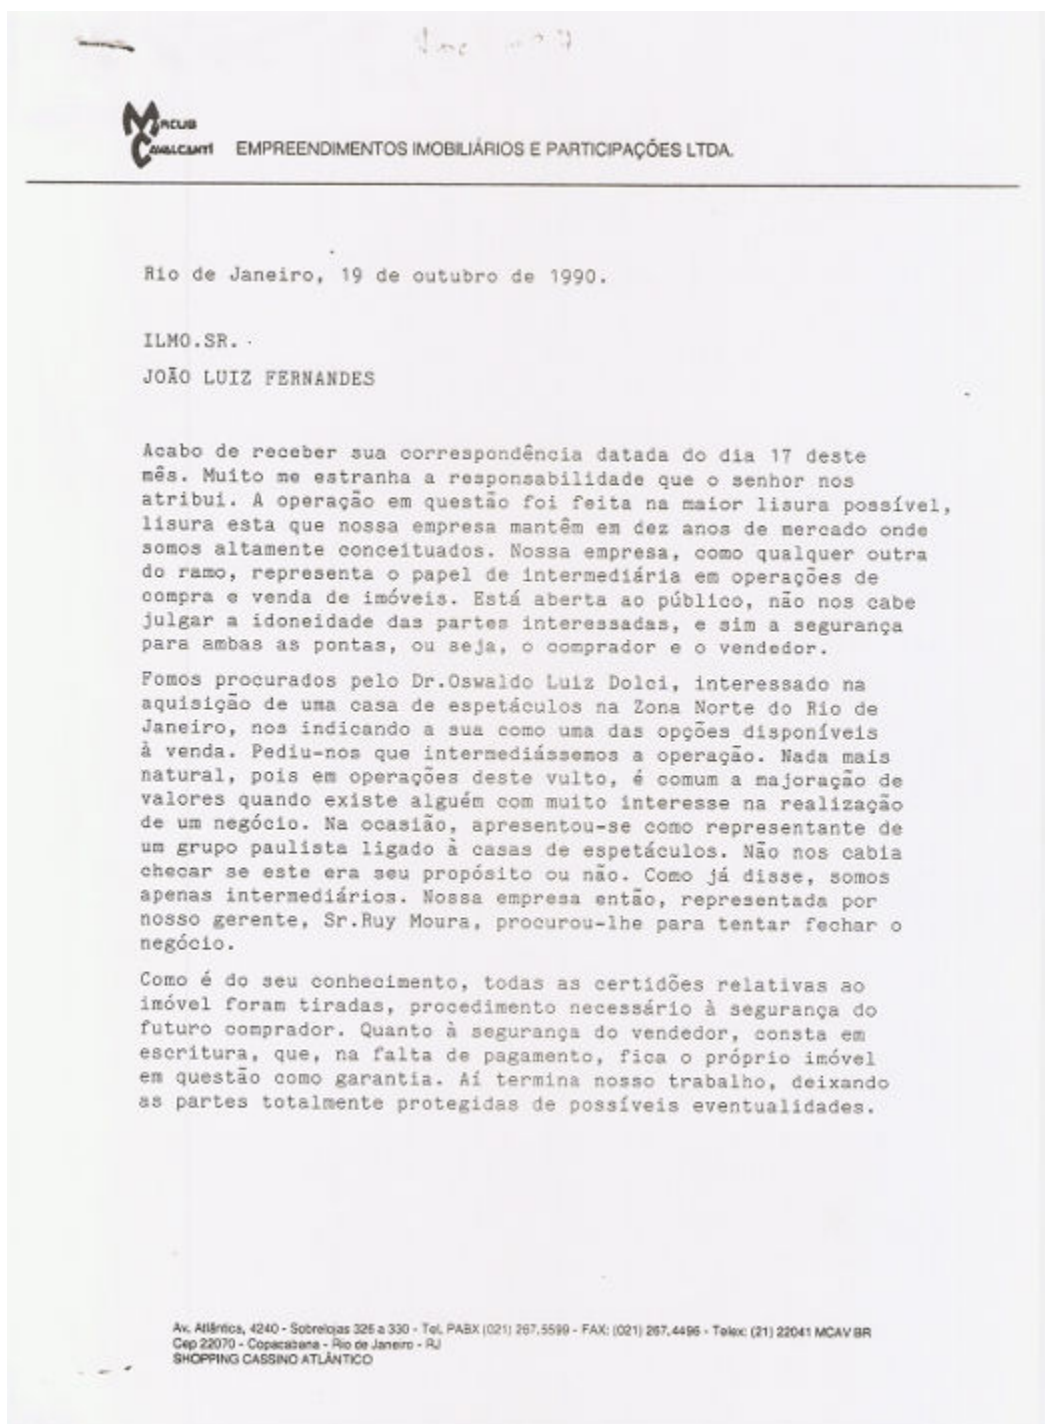 MARCUS
CAVALCANTI EMPREENDIMENTOS IMOBILIÁRIOS E PARTICIPAÇÕES LTDA.
Rio de Janeiro, 19 de outubro de 1990.
ILMO.SR.
JOÃO LUIZ FERNANDES
Acabo de receber sua correspondência datada do dia 17 deste
mês. Muito me estranha a responsabilidade que o senhor nos
atribui. A operação em questão foi feita na maior lisura possível,
lisura esta que nossa empresa mantêm em dez anos de mercado onde
somos altamente conceituados. Nossa empresa, como qualquer outra
do ramo, representa o papel de intermediária em operações de
compra e venda de imóveis. Está aberta ao público, não nos cabe
julgar a idoneidade das partes interessadas, e sim a segurança
para ambas as pontas, ou seja, o comprador e o vendedor.
Fomos procurados pelo Dr.Oswaldo Luiz Dolci, interessado na
aquisição de uma casa de espetáculos na Zona Norte do Rio de
Janeiro, nos indicando a sua como uma das opções disponíveis
à venda. Pediu-nos que intermediássemos a operação. Nada mais
natural, pois em operações deste vulto, é comum a majoração de
valores quando existe alguém com muito interesse na realização
de um negócio. Na ocasião, apresentou-se como representante de
um grupo paulista ligado à casas de espetáculos. Não nos cabia
checar se este era seu propósito ou não. Como já disse, somos
apenas intermediários. Nossa empresa então, representada por
nosso gerente, Sr.Ruy Moura, procurou-lhe para tentar fechar o
negócio.
Como é do seu conhecimento, todas as certidões relativas ao
imóvel foram tiradas, procedimento necessário à segurança do
futuro comprador. Quanto à segurança do vendedor, consta em
escritura, que, na falta de pagamento, fica o próprio imóvel
em questão como garantia. Aí termina nosso trabalho, deixando
as partes totalmente protegidas de possíveis eventualidades.
Av. Atlântica, 4240 - Sobrelojas 326 a 330 - Tel. PABX (021) 267.5599 - FAX: (021) 267.4496 - Telex: (21) 22041 MCAV BR
Cep 22070 - Copacabana - Rio de Janeiro - RJ
SHOPPING CASSINO ATLÂNTICO